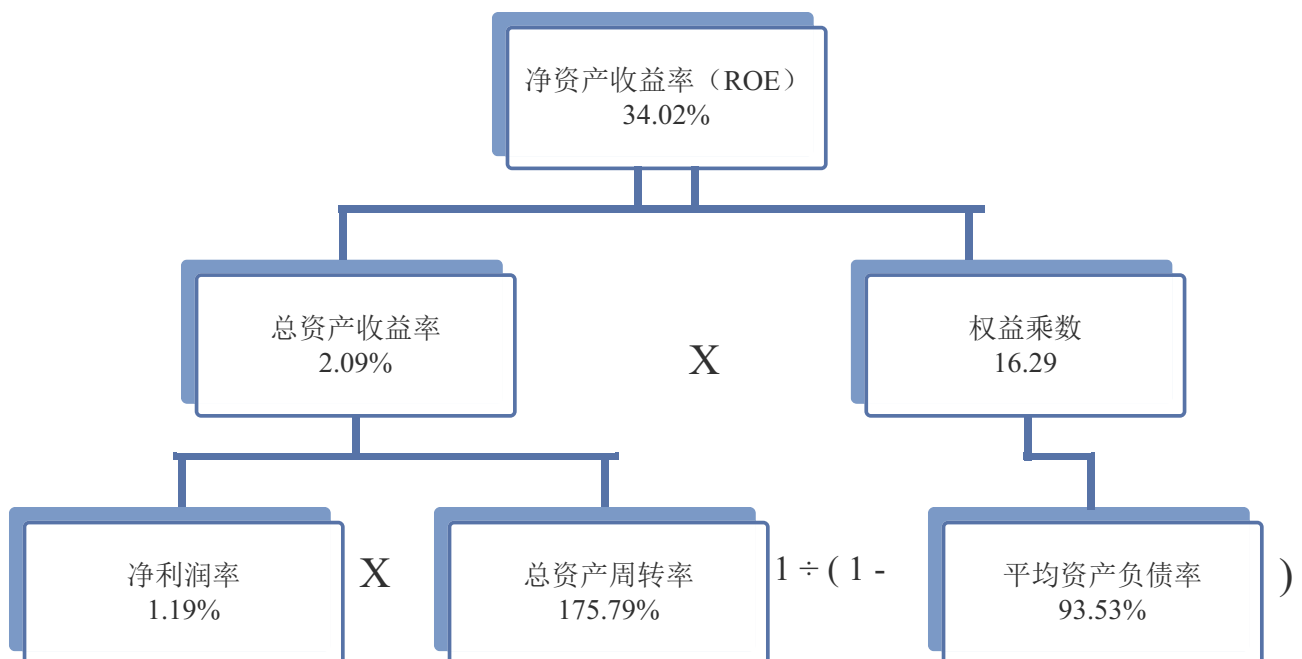 净资产收益率（ROE）
34.02%
总资产收益率
2.09%
X
权益乘数
16.29
净利润率
1.19%
X
总资产周转率
175.79%
1 ÷ ( 1 -
平均资产负债率
93.53%
)